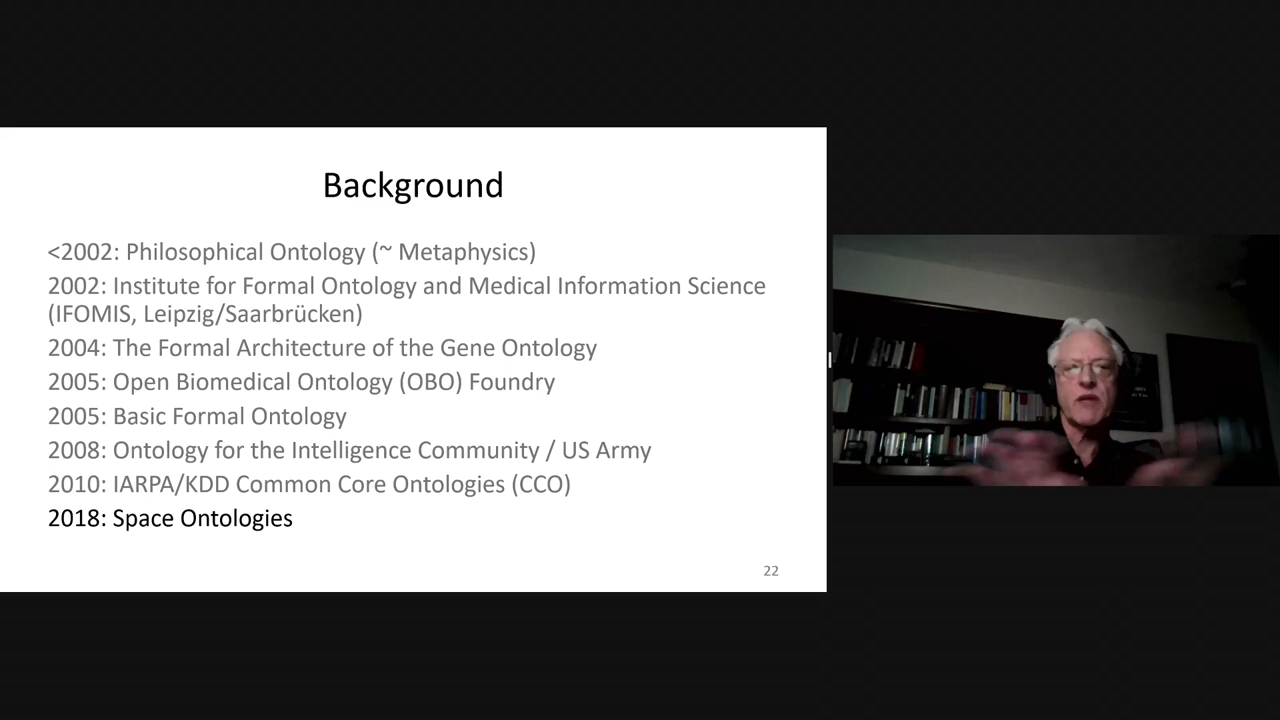 Background
<2002: Philosophical Ontology (~ Metaphysics)
2002: Institute for Formal Ontology and Medical Information Science
(IFOMIS, Leipzig/Saarbrücken)
2004: The Formal Architecture of the Gene Ontology
2005: Open Biomedical Ontology (OBO) Foundry
2005: Basic Formal Ontology
2008: Ontology for the Intelligence Community / US Army
2010: IARPA/KDD Common Core Ontologies (CCO)
2018: Space Ontologies
22